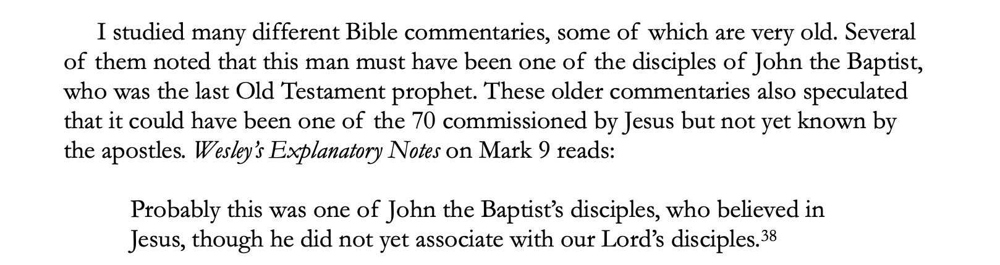 I studied many different Bible commentaries, some of which are very old. Several
of them noted that this man must have been one of the disciples of John the Baptist,
who was the last Old Testament prophet. These older commentaries also speculated
that it could have been one of the 70 commissioned by Jesus but not yet known by
the apostles. Wesley’s Explanatory Notes on Mark 9 reads:
Probably this was one of John the Baptist’s disciples, who believed in
Jesus, though he did not yet associate with our Lord’s disciples.38